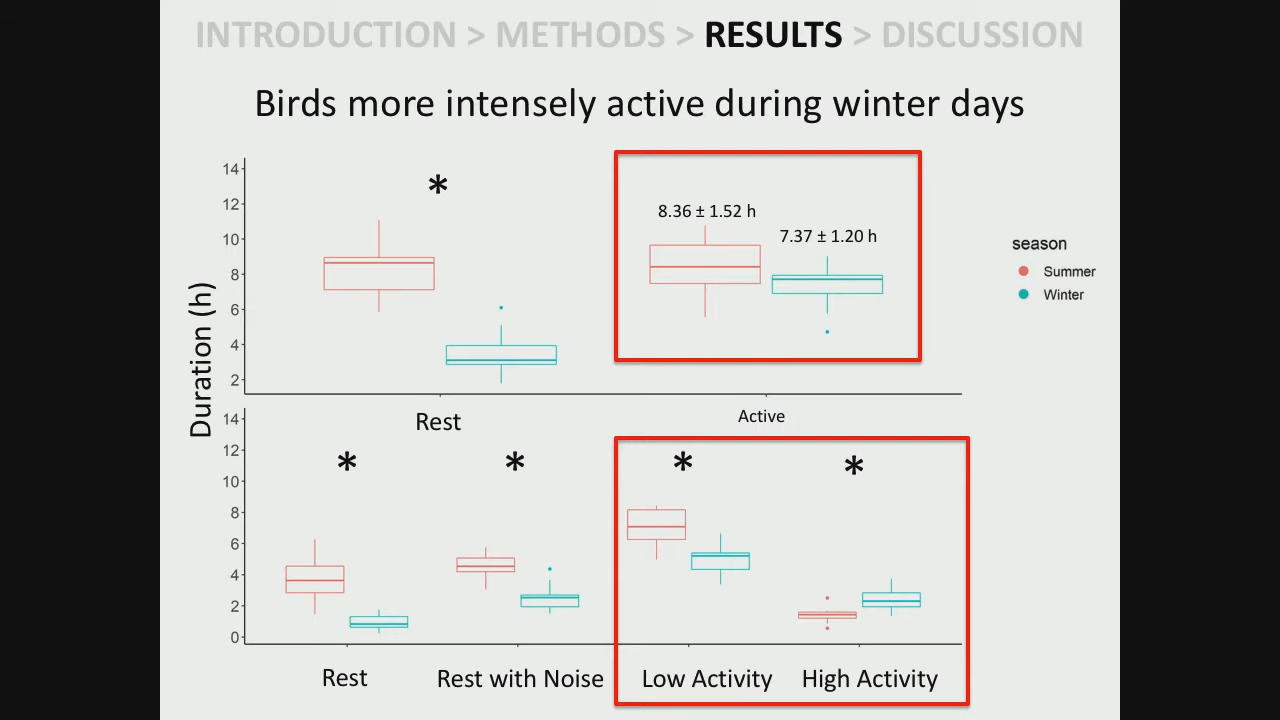 INTRODUCTION > METHODS > RESULTS > DISCUSSION
Birds more intensely active during winter days
Duration (h)
14
12
10
8
6
4
2
*
8.36 ± 1.52 h
7.37 ± 1.20 h
Rest
Active
season
Summer
Winter
14
12
10
8
6
4
2
0
* * * *
Rest Rest with Noise Low Activity High Activity